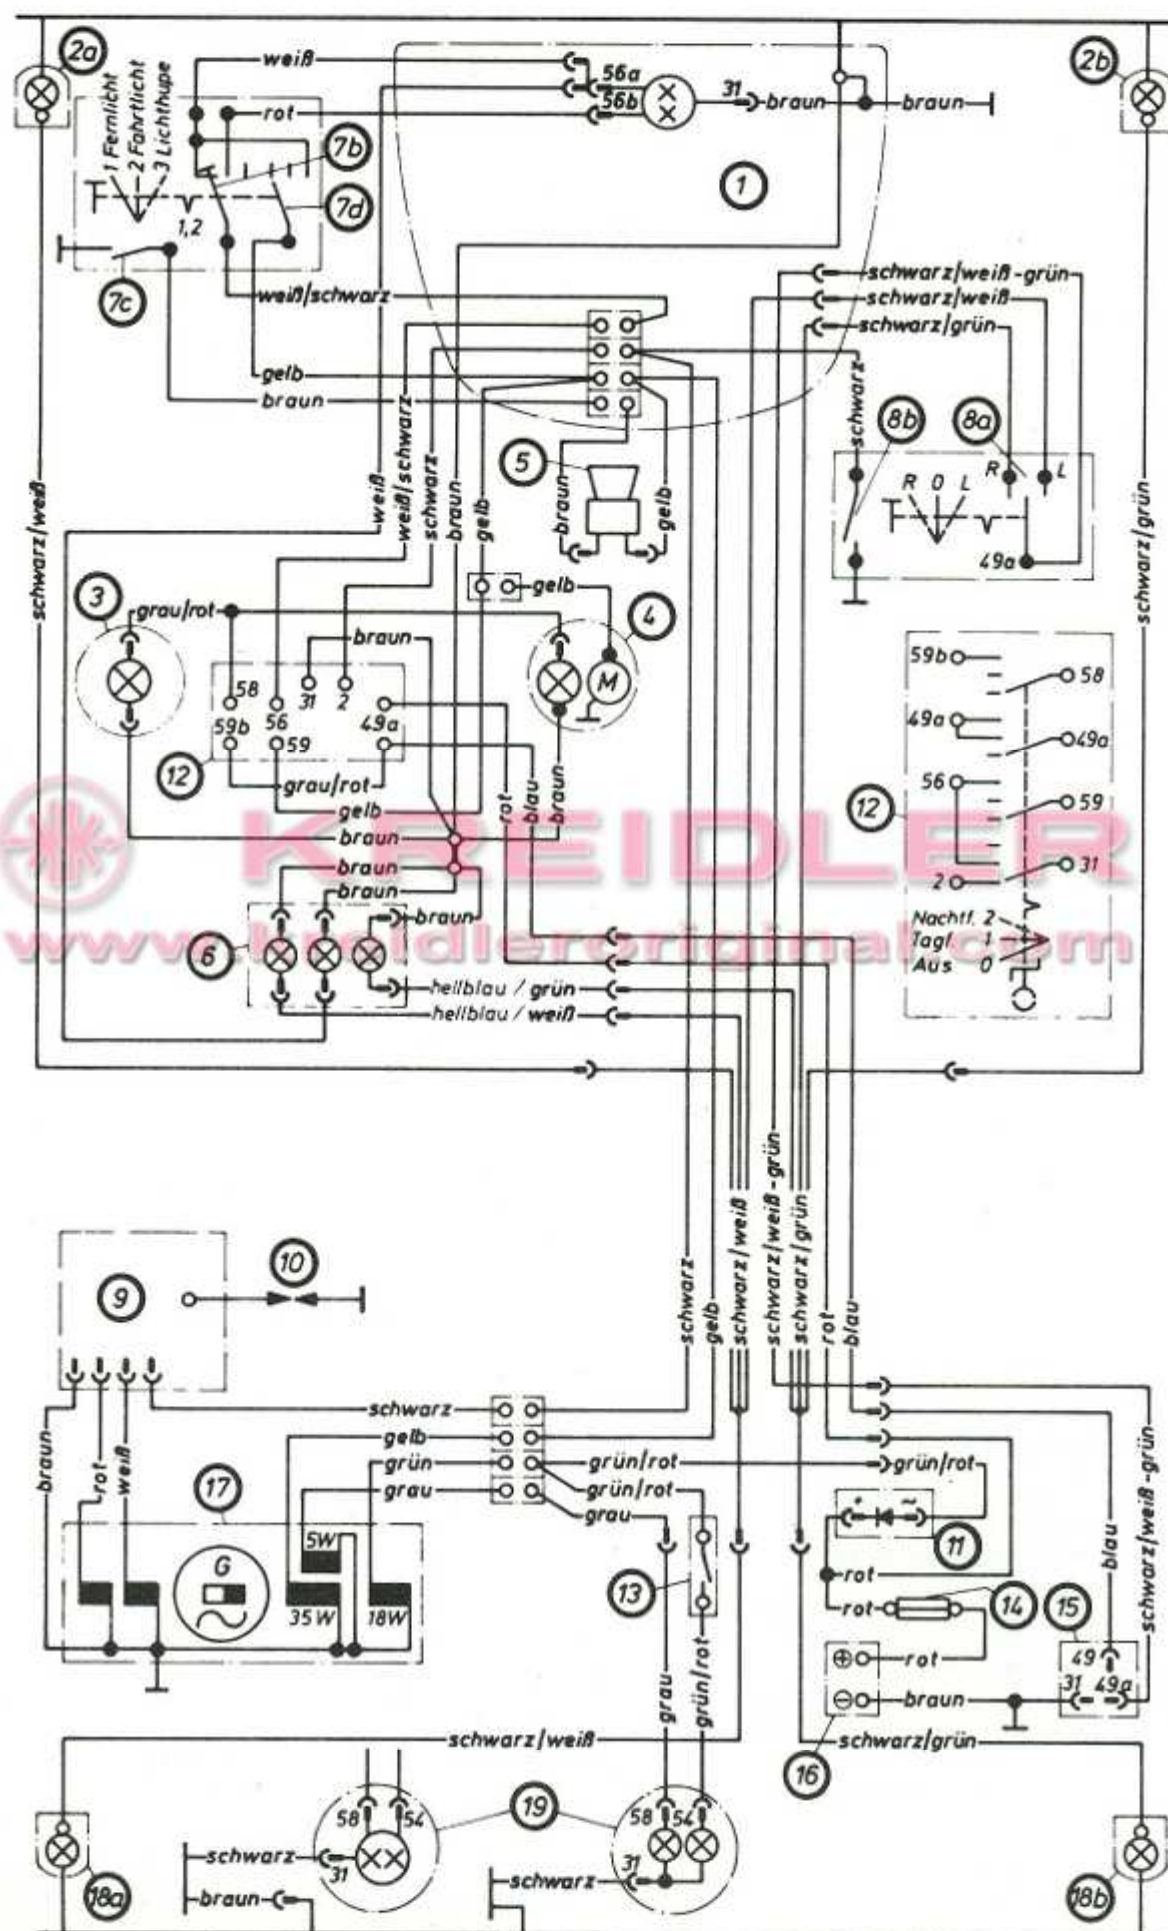 2a
2b
weiß
56a
56b
31
braun
braun
rot
1 Fernlicht
2 Fahrtlicht
3 Lichthupe
7b
7d
1
1,2
7c
schwarz/weiß-grün
schwarz/weiß
schwarz/grün
weiß/schwarz
gelb
braun
schwarz
8b
8a
R
L
R O L
49a
5
braun
gelb
schwarz/weiß
weiß
weiß/schwarz
schwarz
braun
gelb
schwarz/grün
3
grau/rot
gelb
4
braun
M
58
56
31
2
59b
59
49a
12
grau/rot
gelb
rot
blau
braun
braun
braun
braun
braun
6
hellblau / grün
hellblau / weiß
59b
58
49a
49a
56
59
12
2
31
Nachtf. 2
Tagf. 1
Aus 0
KREIDLER
www.kreidleroriginal.com
schwarz
gelb
schwarz/weiß
schwarz/weiß-grün
schwarz/grün
rot
blau
9
10
schwarz
gelb
grün
grau
grün/rot
grün/rot
grau
grün/rot
braun
rot
weiß
17
G
5W
35W
18W
13
+
~
11
rot
rot
14
15
blau
schwarz/weiß-grün
49
31
49a
rot
braun
16
grau
grün/rot
schwarz/weiß
schwarz/grün
19
58
54
31
schwarz
braun
58
54
31
schwarz
18a
18b